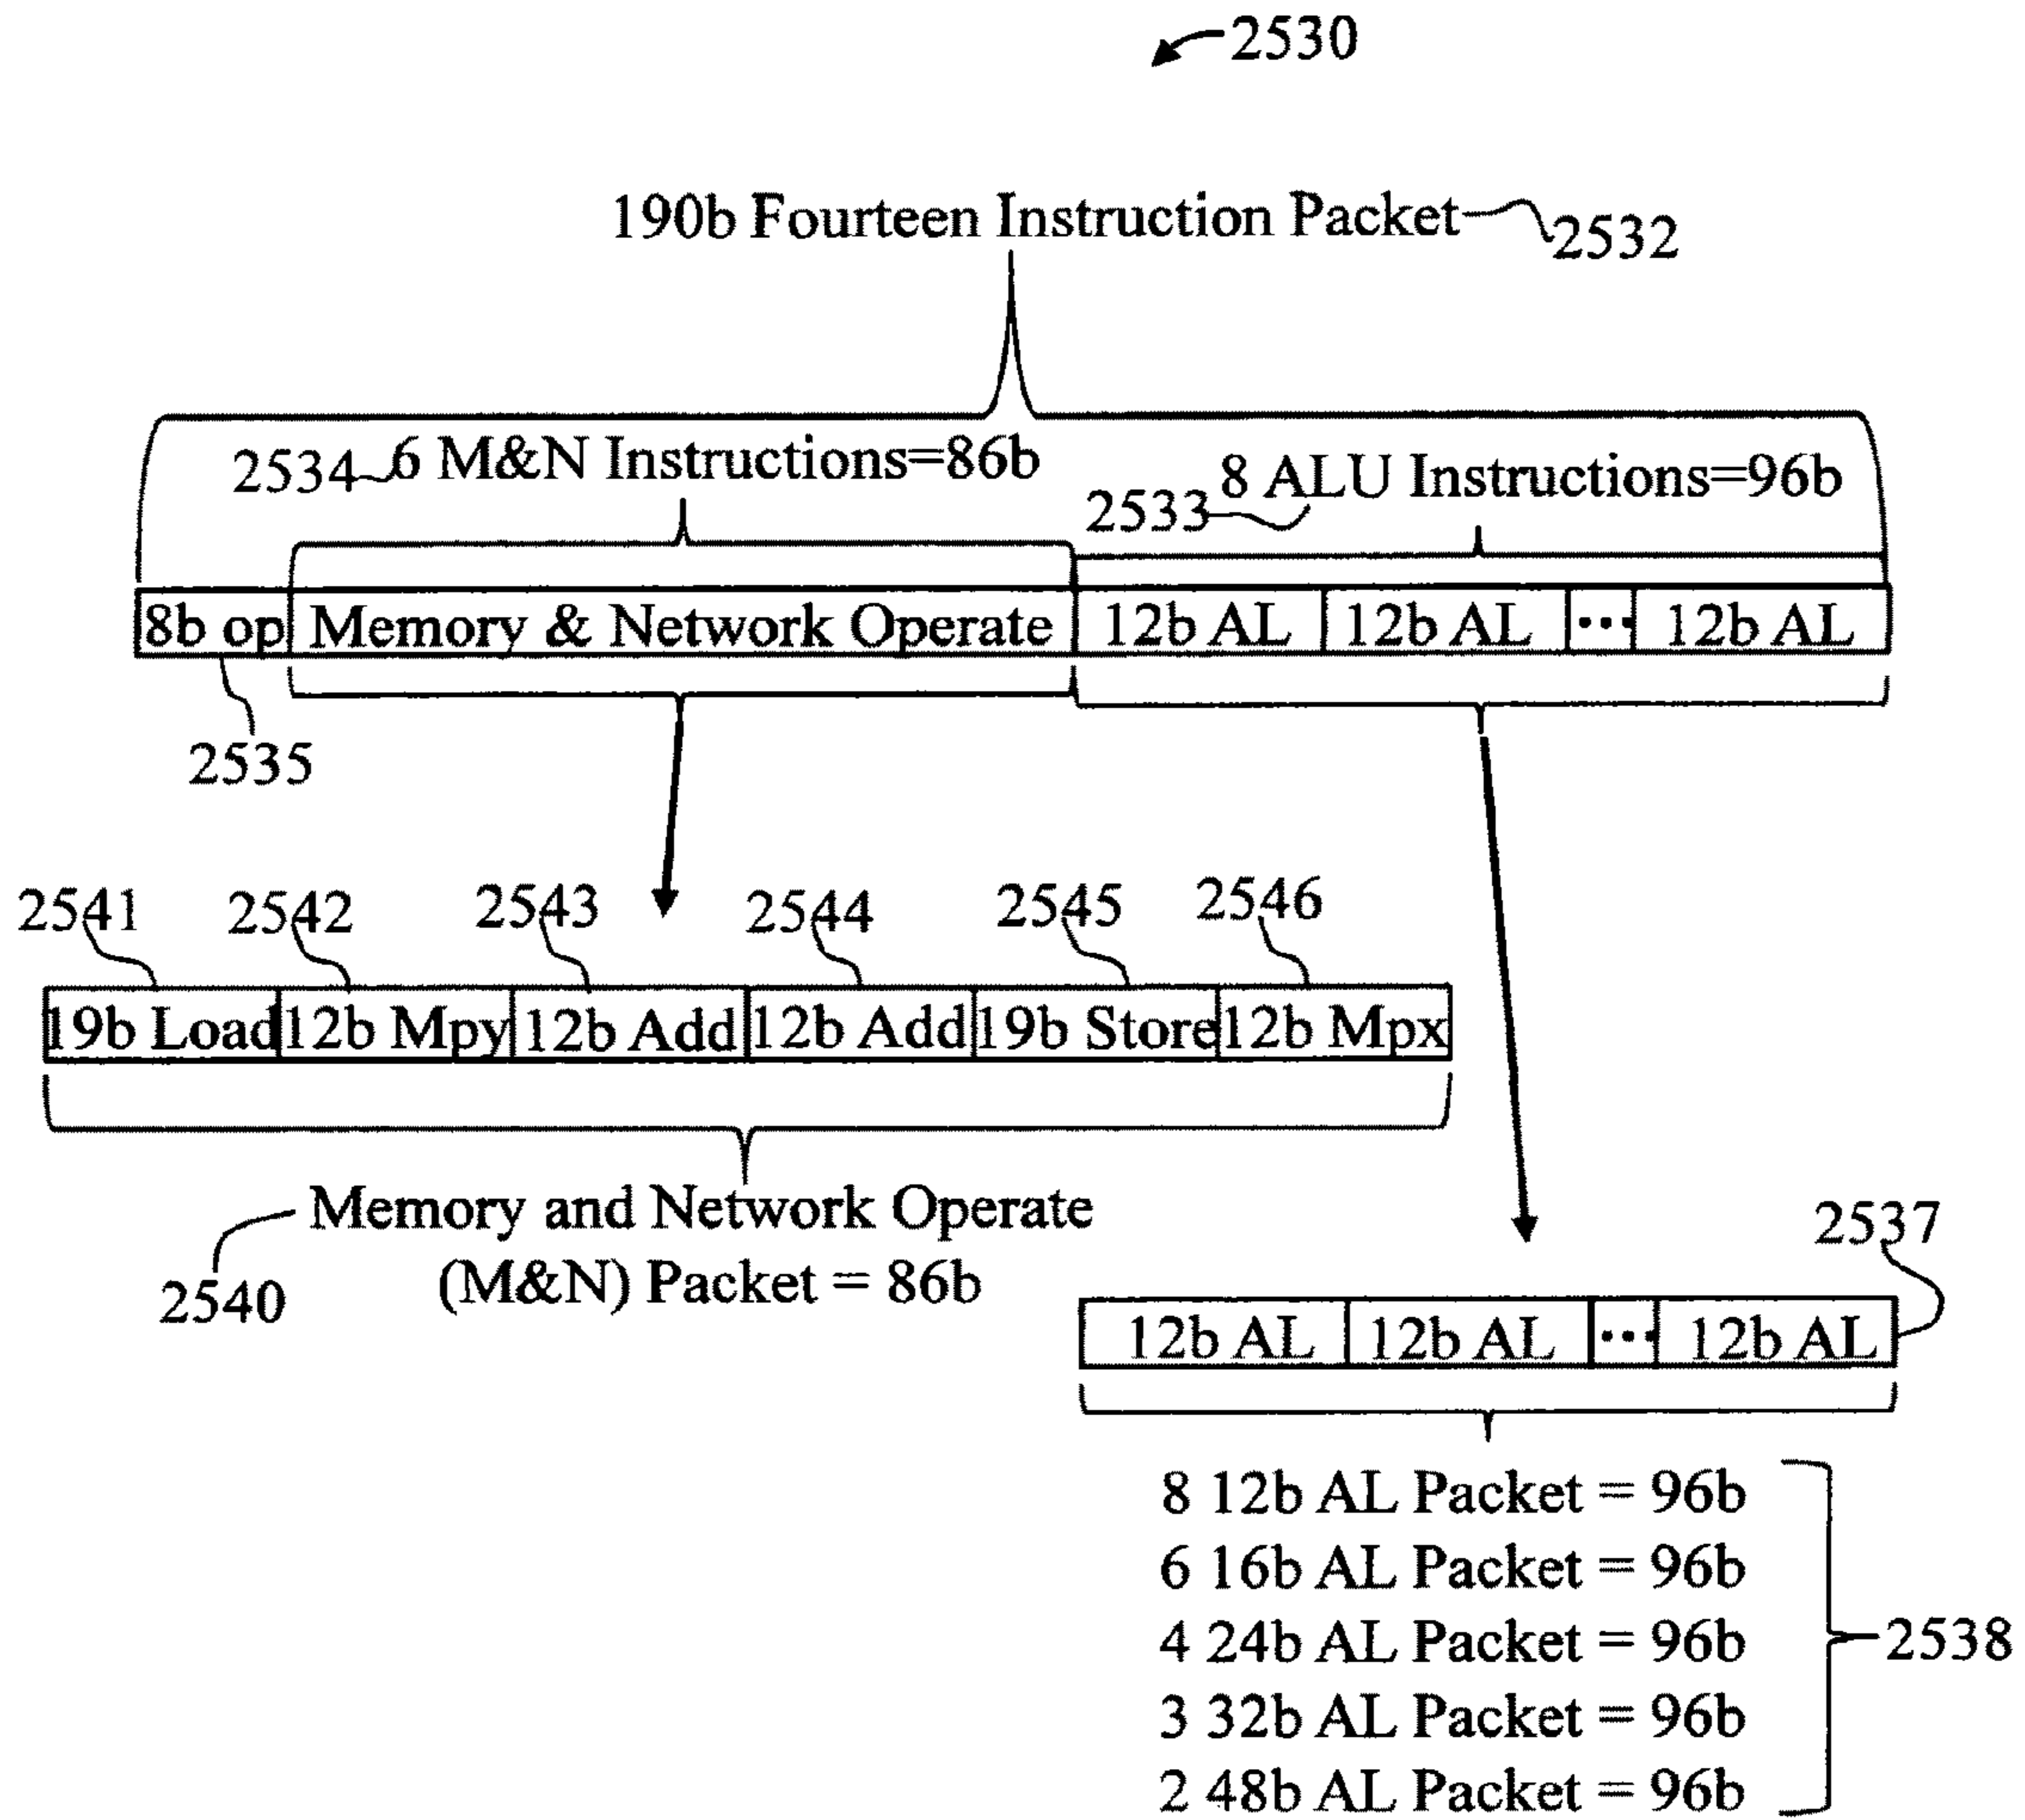 2530
190b Fourteen Instruction Packet 2532
2534 6 M&N Instructions=86b
8 ALU Instructions=96b
2533
8b op Memory & Network Operate 12b AL 12b AL ... 12b AL
2535
2541 2542 2543 2544 2545 2546
19b Load 12b Mpy 12b Add 12b Add 19b Store 12b Mpx
Memory and Network Operate
(M&N) Packet = 86b
2540
2537
12b AL 12b AL ... 12b AL
8 12b AL Packet = 96b
6 16b AL Packet = 96b
4 24b AL Packet = 96b
2538
3 32b AL Packet = 96b
2 48b AL Packet = 96b